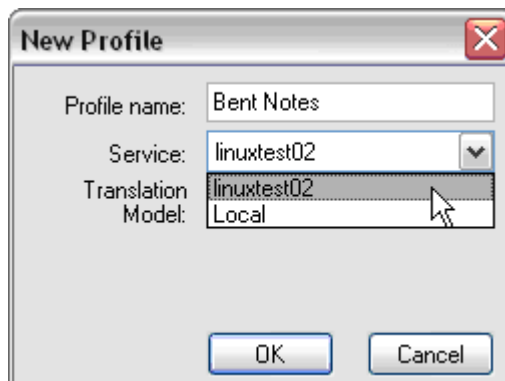 New Profile
Profile name: Bent Notes
Service: linuxtest02
Translation Model:
linuxtest02
Local
OK Cancel